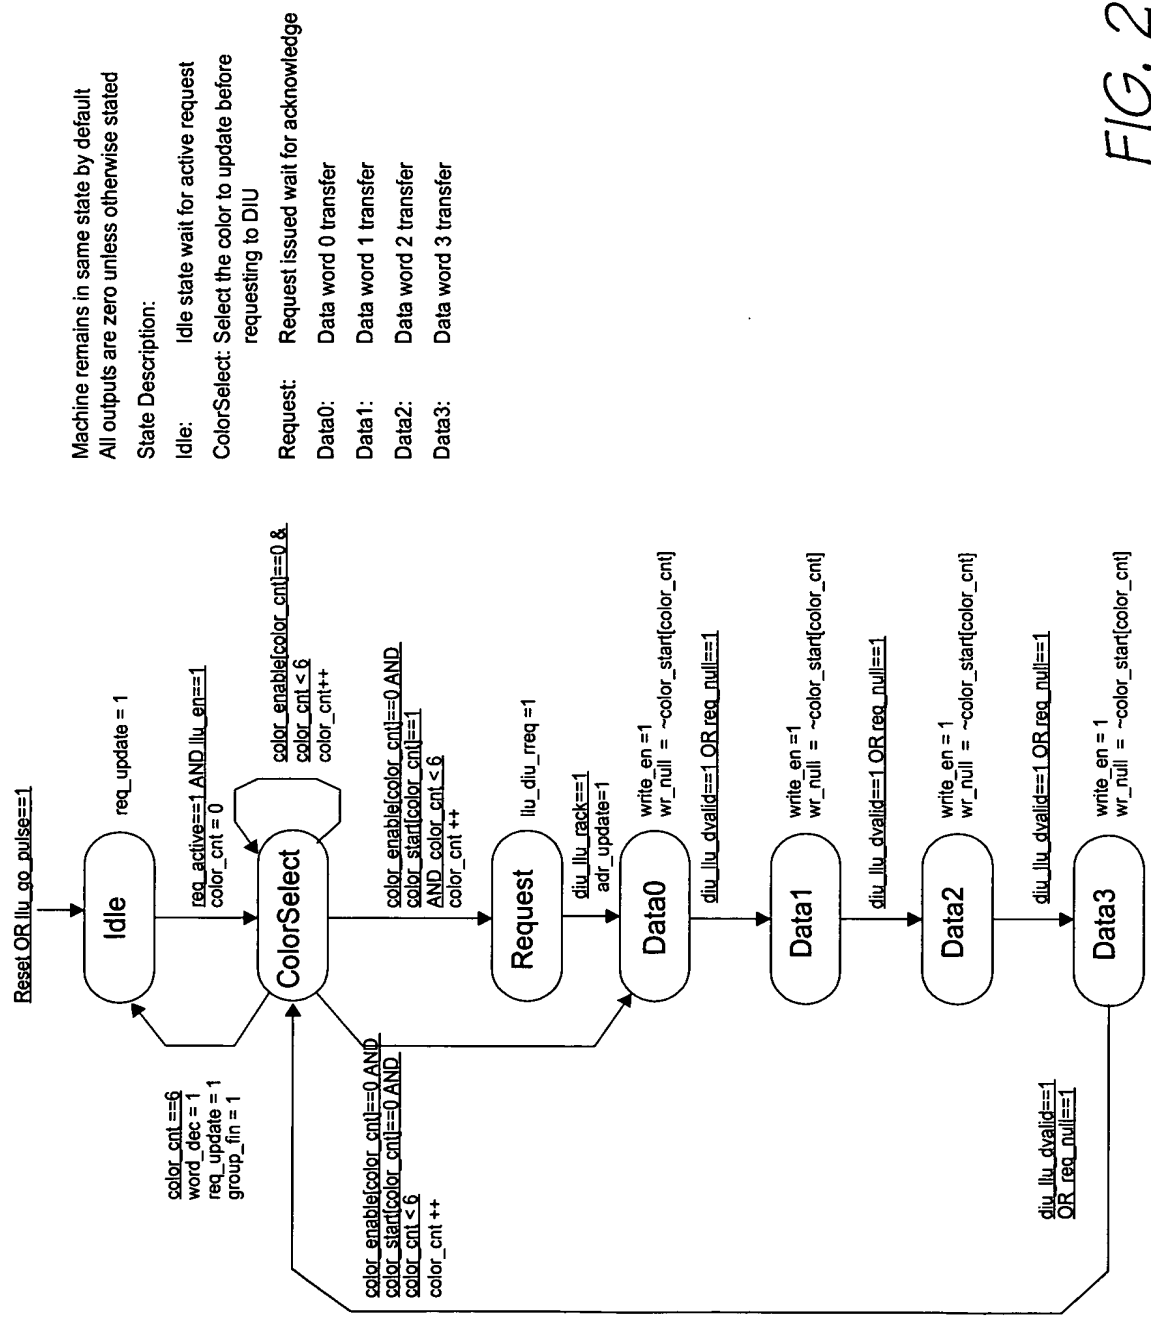 Reset OR llu_go_pulse==1
Idle
req_update = 1
req_active==1 AND llu_en==1
color_cnt = 0
color_cnt ==6
word_dec = 1
req_update = 1
group_fin = 1
ColorSelect
color_enable[color_cnt]==0 &
color_cnt < 6
color_cnt++
color_enable[color_cnt]==0 AND
color_start[color_cnt]==1
AND color_cnt < 6
color_cnt ++
color_enable[color_cnt]==0 AND
color_start[color_cnt]==0 AND
color_cnt < 6
color_cnt ++
Request
llu_diu_rreq =1
diu_llu_rack==1
adr_update=1
Data0
write_en =1
wr_null = ~color_start[color_cnt]
diu_llu_dvalid==1 OR req_null==1
Data1
write_en =1
wr_null = ~color_start[color_cnt]
diu_llu_dvalid==1 OR req_null==1
Data2
write_en = 1
wr_null = ~color_start[color_cnt]
diu_llu_dvalid==1 OR req_null==1
Data3
write_en = 1
wr_null = ~color_start[color_cnt]
diu_llu_dvalid==1
OR req_null==1
Machine remains in same state by default
All outputs are zero unless otherwise stated
State Description:
Idle: Idle state wait for active request
ColorSelect: Select the color to update before
requesting to DIU
Request: Request issued wait for acknowledge
Data0: Data word 0 transfer
Data1: Data word 1 transfer
Data2: Data word 2 transfer
Data3: Data word 3 transfer
FIG. 2